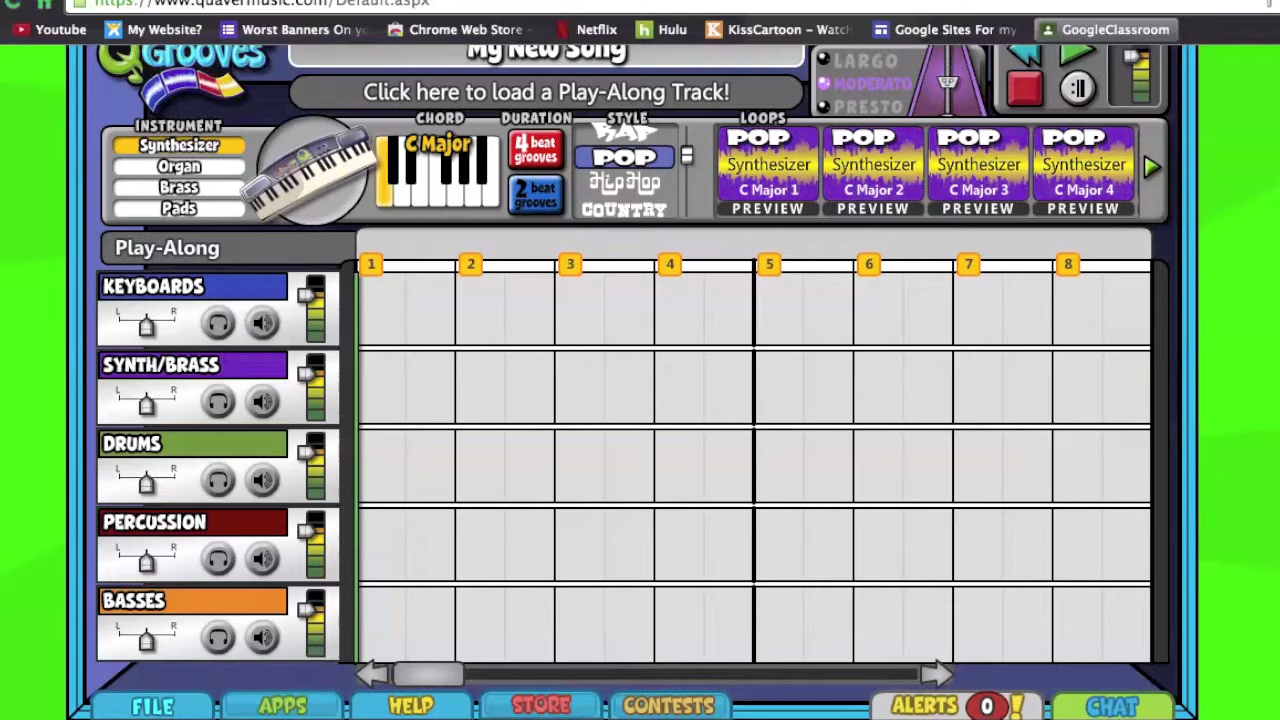 https://www.quavermusic.com/Default.aspx
Youtube
My Website?
Worst Banners On yo
Chrome Web Store -
Netflix
Hulu
KissCartoon - Watch
Google Sites For my
GoogleClassroom
QGrooves
My New Song
Click here to load a Play-Along Track!
LARGO
MODERATO
PRESTO
INSTRUMENT
Synthesizer
Organ
Brass
Pads
CHORD
C Major
DURATION
4 beat
grooves
2 beat
grooves
STYLE
RAP
POP
Hip Hop
COUNTRY
LOOPS
POP
Synthesizer
C Major 1
PREVIEW
POP
Synthesizer
C Major 2
PREVIEW
POP
Synthesizer
C Major 3
PREVIEW
POP
Synthesizer
C Major 4
PREVIEW
Play-Along
1 2 3 4 5 6 7 8
KEYBOARDS
L R
SYNTH/BRASS
L R
DRUMS
L R
PERCUSSION
L R
BASSES
L R
FILE
APPS
HELP
STORE
CONTESTS
ALERTS 0 !
CHAT